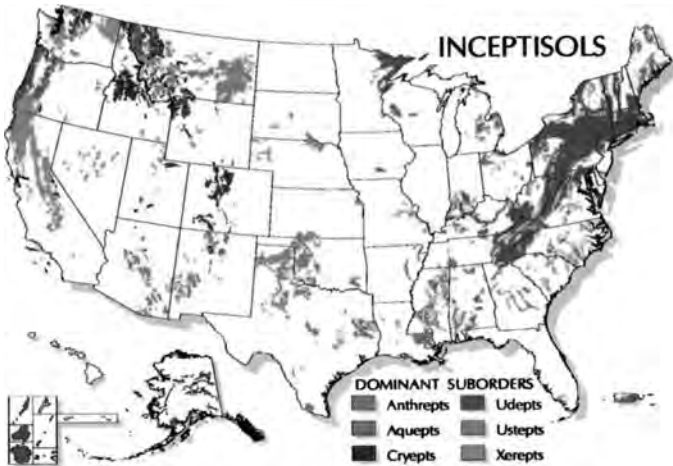 INCEPTISOLS
DOMINANT SUBORDERS
Anthrepts
Udepts
Aquepts
Ustepts
Cryepts
Xerepts